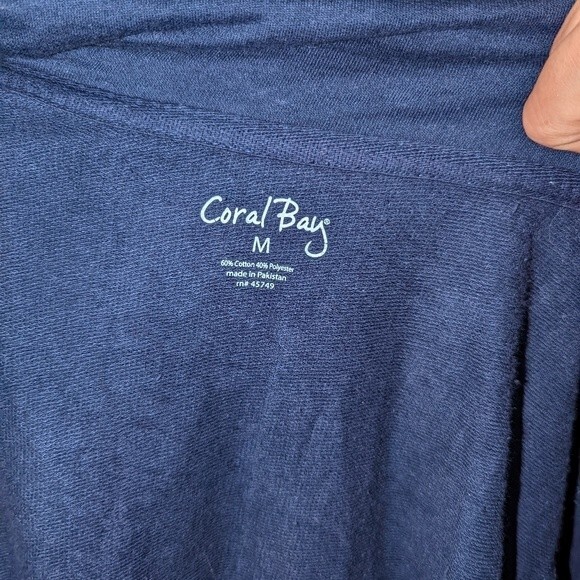 Coral Bay®
M
60% Cotton 40% Polyester
made in Pakistan
rn# 45749